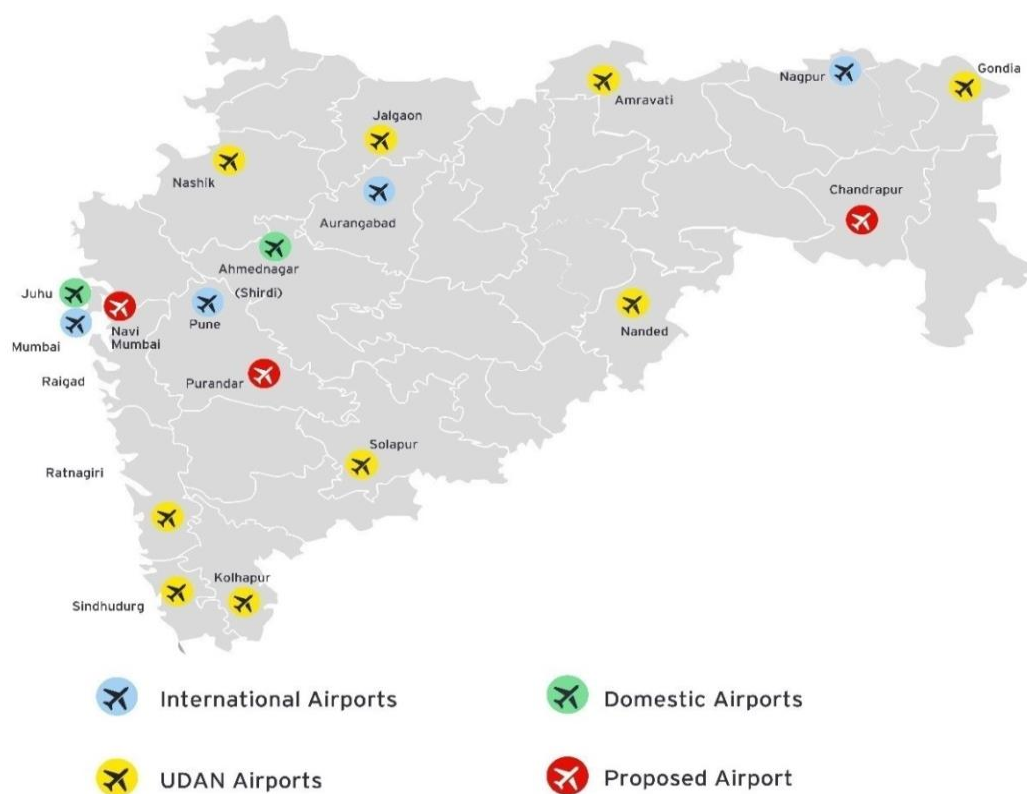 Gondia
Nagpur
Amravati
Jalgaon
Nashik
Chandrapur
Aurangabad
Ahmednagar
(Shirdi)
Juhu
Navi
Mumbai
Pune
Nanded
Mumbai
Raigad
Purandar
Solapur
Ratnagiri
Kolhapur
Sindhudurg
International Airports
Domestic Airports
UDAN Airports
Proposed Airport